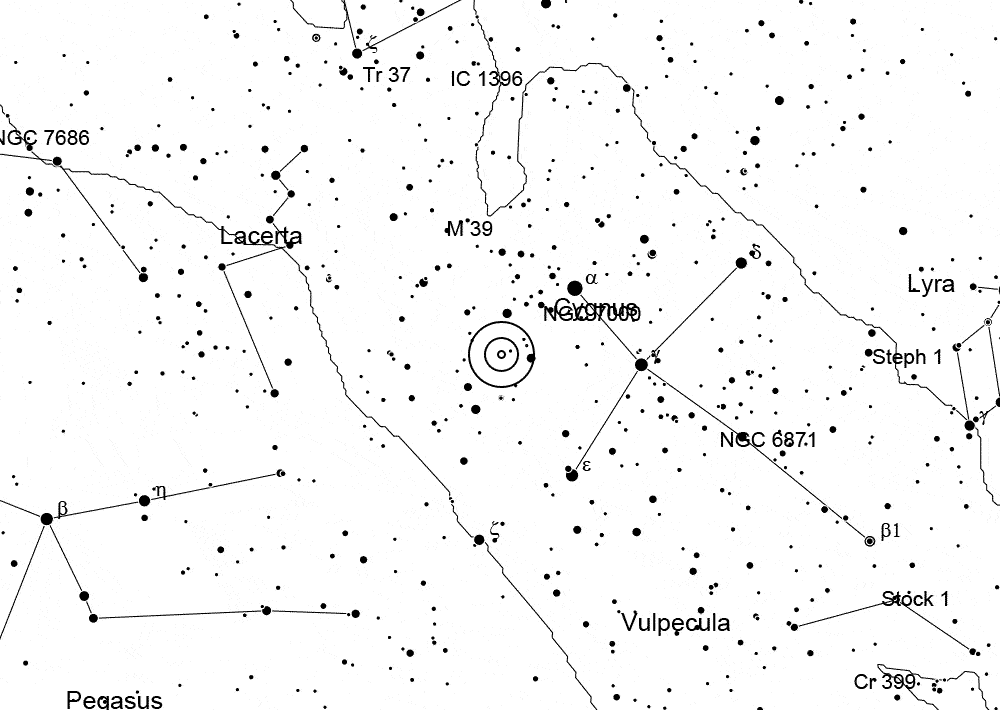 ζ
Tr 37
IC 1396
NGC 7686
M 39
Lacerta
δ
α
Lyra
Cygnus
NGC 7000
γ
Steph 1
γ
NGC 6871
ε
η
β
ζ
β1
Stock 1
Vulpecula
Cr 399
Pegasus